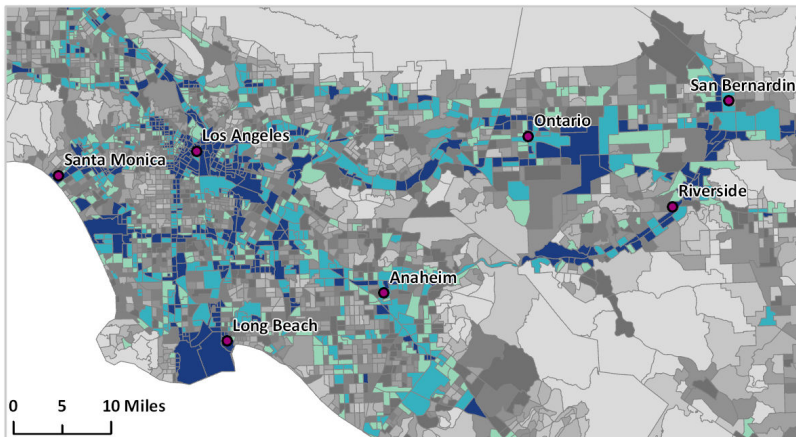 San Bernardin
Los Angeles
Ontario
Santa Monica
Riverside
Anaheim
Long Beach
0 5 10 Miles